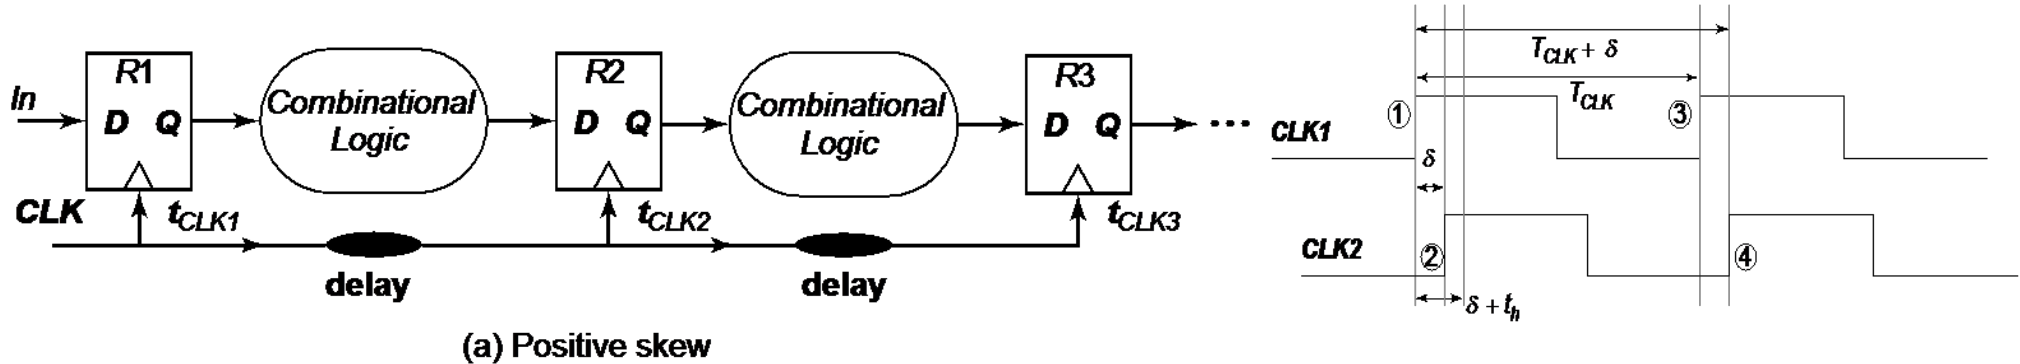 R1
R2
R3
In
D Q
Combinational
Logic
D Q
Combinational
Logic
D Q
...
CLK
tCLK1
tCLK2
tCLK3
delay
delay
(a) Positive skew
TCLK + δ
TCLK
1
3
CLK1
δ
CLK2
2
4
δ + th